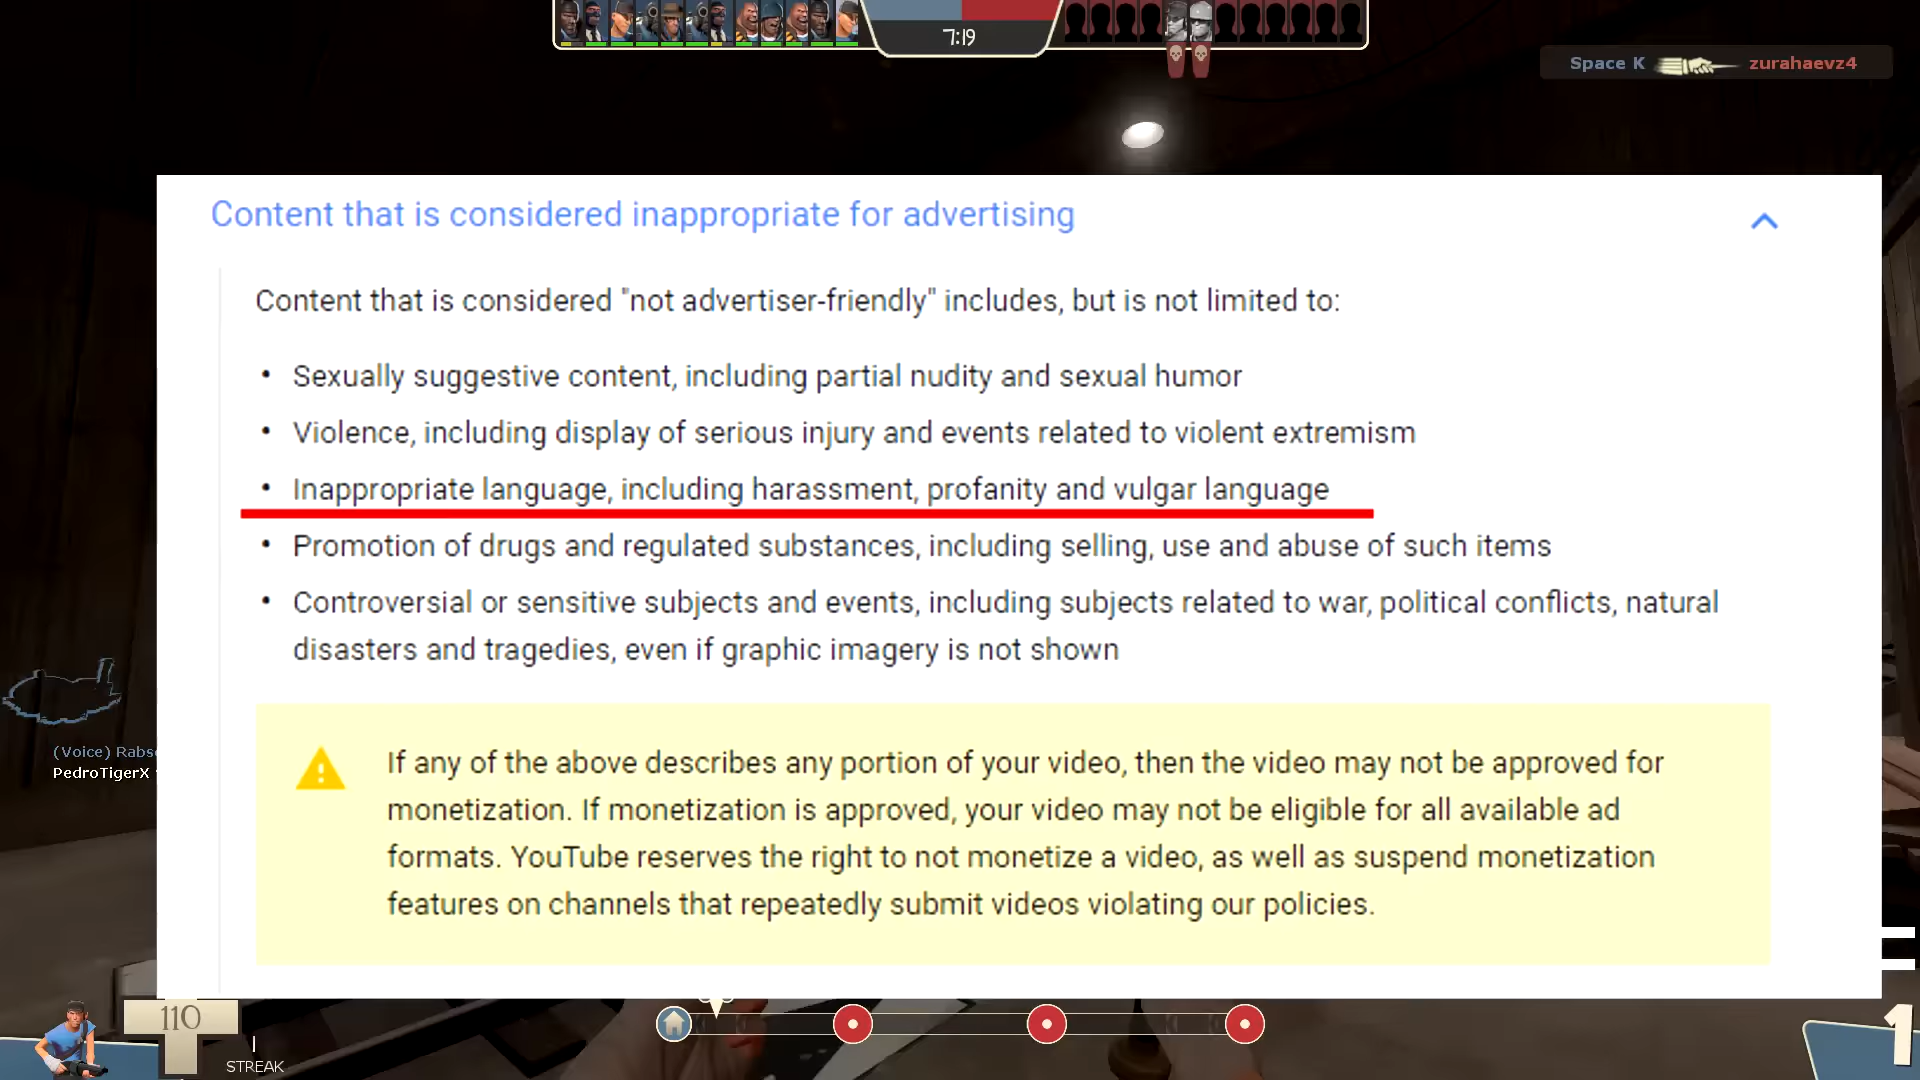 7:19
Space K zurahaevz4
Content that is considered inappropriate for advertising
Content that is considered "not advertiser-friendly" includes, but is not limited to:
• Sexually suggestive content, including partial nudity and sexual humor
• Violence, including display of serious injury and events related to violent extremism
• Inappropriate language, including harassment, profanity and vulgar language
• Promotion of drugs and regulated substances, including selling, use and abuse of such items
• Controversial or sensitive subjects and events, including subjects related to war, political conflicts, natural
disasters and tragedies, even if graphic imagery is not shown
(Voice) Rabs
PedroTigerX
If any of the above describes any portion of your video, then the video may not be approved for
monetization. If monetization is approved, your video may not be eligible for all available ad
formats. YouTube reserves the right to not monetize a video, as well as suspend monetization
features on channels that repeatedly submit videos violating our policies.
110
1
STREAK
1